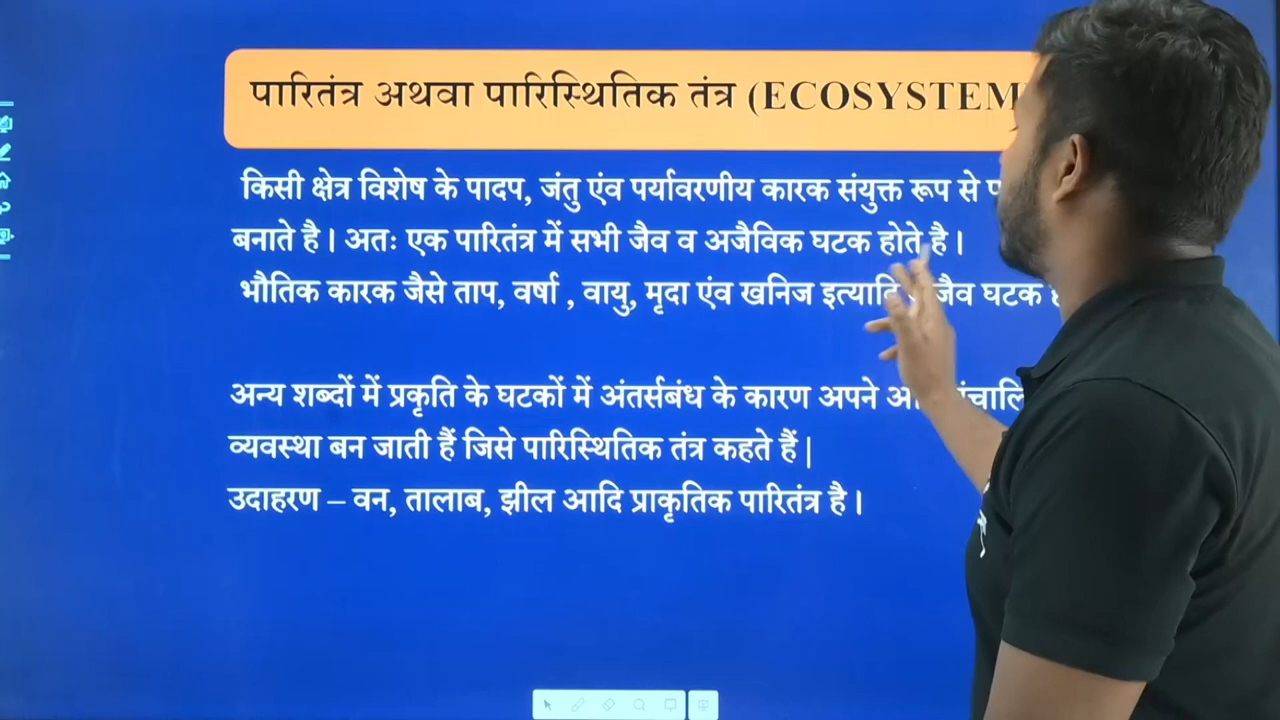 पारितंत्र अथवा पारिस्थितिक तंत्र (ECOSYSTEM
किसी क्षेत्र विशेष के पादप, जंतु एंव पर्यावरणीय कारक संयुक्त रूप से
बनाते है। अतः एक पारितंत्र में सभी जैव व अजैविक घटक होते है।
भौतिक कारक जैसे ताप, वर्षा , वायु, मृदा एंव खनिज इत्यादि जैव घटक
अन्य शब्दों में प्रकृति के घटकों में अंतर्सबंध के कारण अपने
व्यवस्था बन जाती हैं जिसे पारिस्थितिक तंत्र कहते हैं|
उदाहरण – वन, तालाब, झील आदि प्राकृतिक पारितंत्र है।